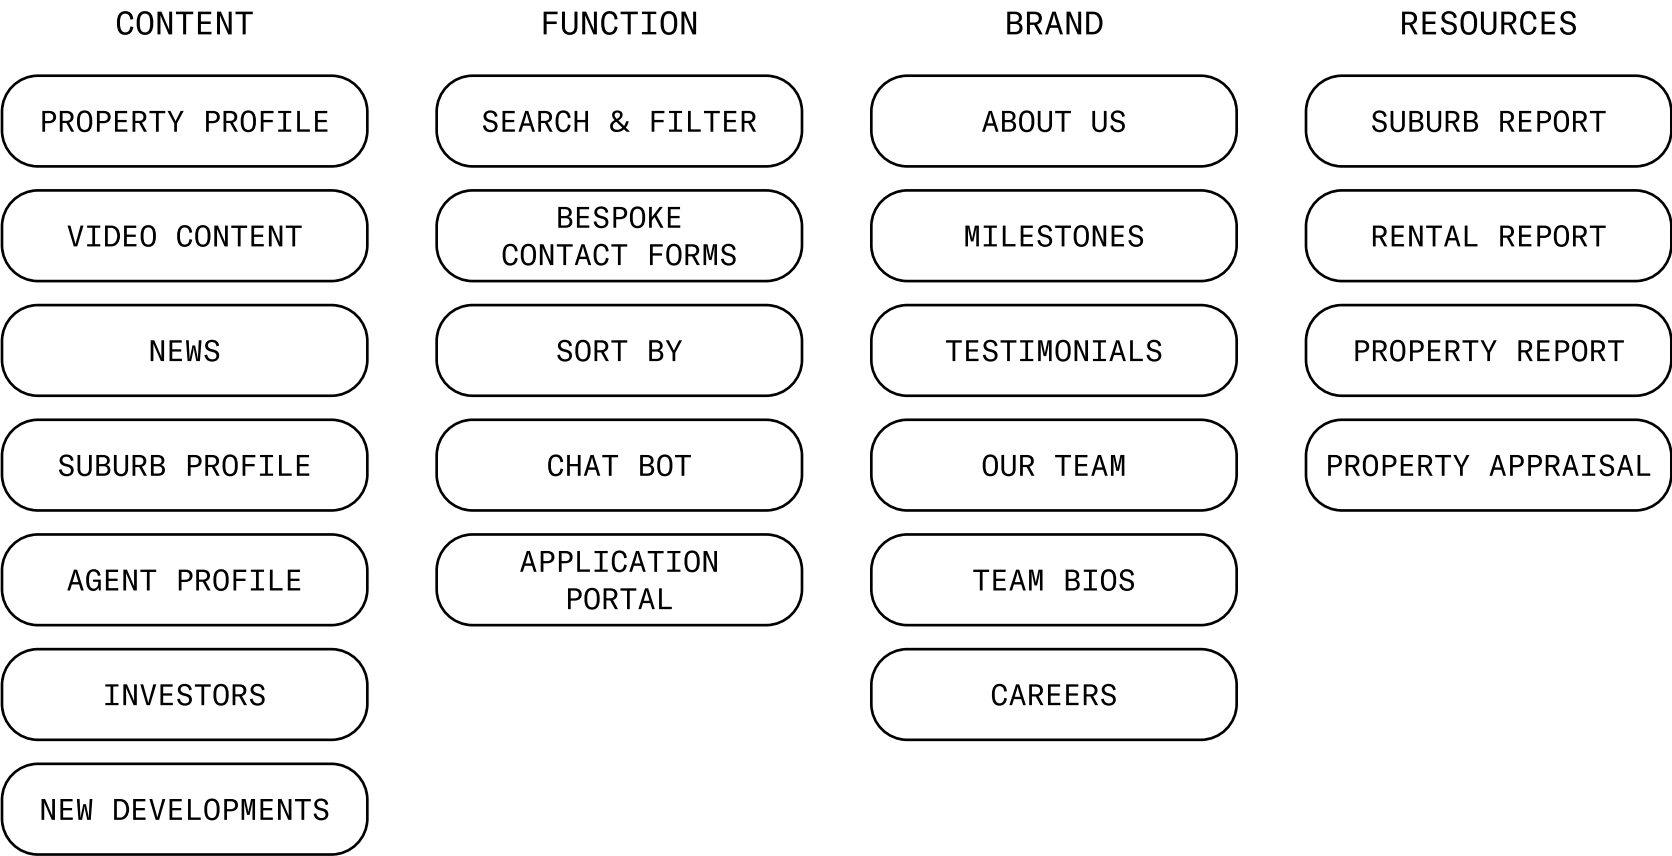 CONTENT
PROPERTY PROFILE
VIDEO CONTENT
NEWS
SUBURB PROFILE
AGENT PROFILE
INVESTORS
NEW DEVELOPMENTS
FUNCTION
SEARCH & FILTER
BESPOKE
CONTACT FORMS
SORT BY
CHAT BOT
APPLICATION
PORTAL
BRAND
ABOUT US
MILESTONES
TESTIMONIALS
OUR TEAM
TEAM BIOS
CAREERS
RESOURCES
SUBURB REPORT
RENTAL REPORT
PROPERTY REPORT
PROPERTY APPRAISAL